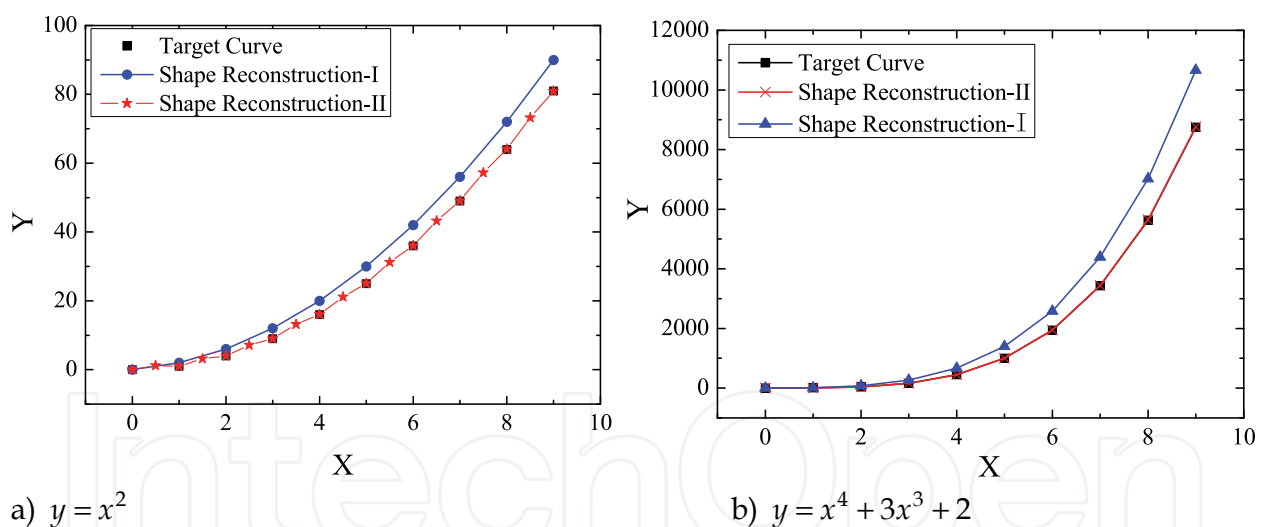 100
80
60
40
20
0
Y
Target Curve
Shape Reconstruction-I
Shape Reconstruction-II
0 2 4 6 8 10
X
a) y = x^2
12000
10000
8000
6000
4000
2000
0
Y
Target Curve
Shape Reconstruction-II
Shape Reconstruction-I
0 2 4 6 8 10
X
b) y = x^4 + 3x^3 + 2
IntechOpen